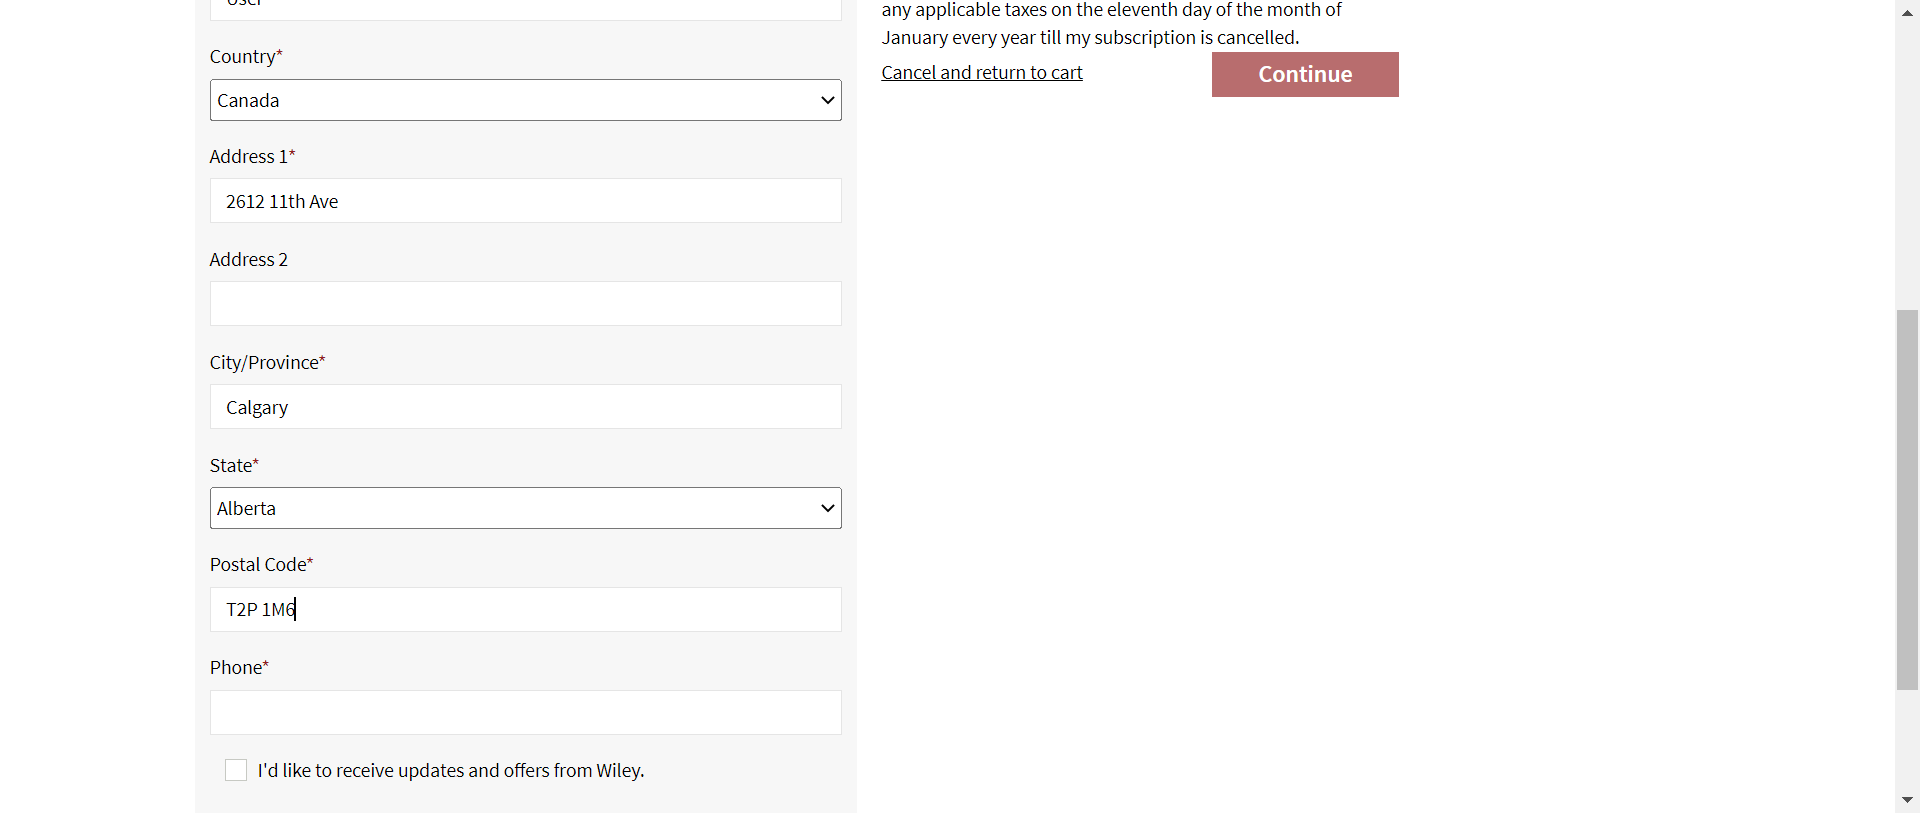 User
Country*
Canada
Address 1*
2612 11th Ave
Address 2
City/Province*
Calgary
State*
Alberta
Postal Code*
T2P 1M6
Phone*
I'd like to receive updates and offers from Wiley.
any applicable taxes on the eleventh day of the month of
January every year till my subscription is cancelled.
Cancel and return to cart
Continue